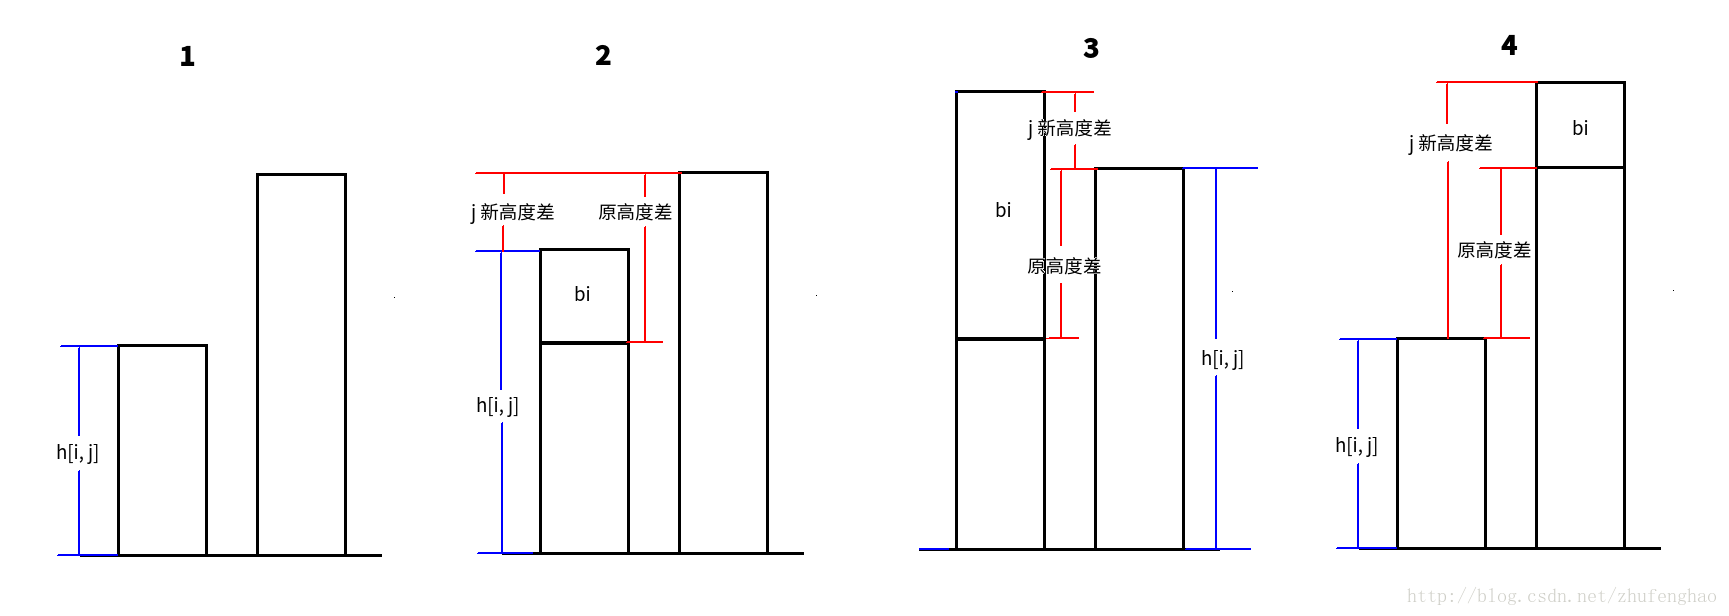 1
h[i, j]
2
j 新高度差
原高度差
bi
h[i, j]
3
j 新高度差
bi
原高度差
h[i, j]
4
bi
j 新高度差
原高度差
h[i, j]
http://blog.csdn.net/zhufenghao